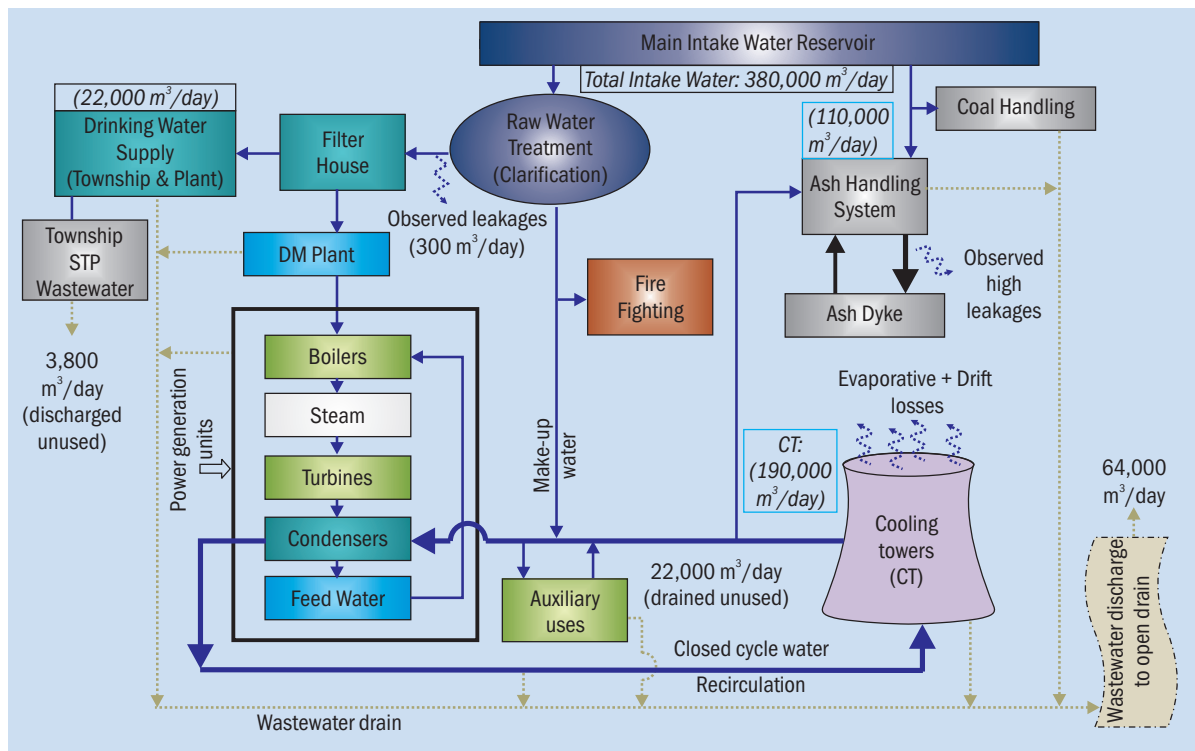 Main Intake Water Reservoir
Total Intake Water: 380,000 m³/day
(22,000 m³/day)
Drinking Water
Supply
(Township & Plant)
Filter
House
Raw Water
Treatment
(Clarification)
(110,000
m³/day)
Coal Handling
Ash Handling
System
Observed leakages
(300 m³/day)
Township
STP
Wastewater
DM Plant
Fire
Fighting
Observed
high
leakages
Ash Dyke
3,800
m³/day
(discharged
unused)
Power generation
units
Boilers
Steam
Turbines
Condensers
Feed Water
Make-up
water
Evaporative + Drift
losses
CT:
(190,000
m³/day)
Cooling
towers
(CT)
64,000
m³/day
Auxiliary
uses
22,000 m³/day
(drained unused)
Closed cycle water
Recirculation
Wastewater discharge
to open drain
Wastewater drain